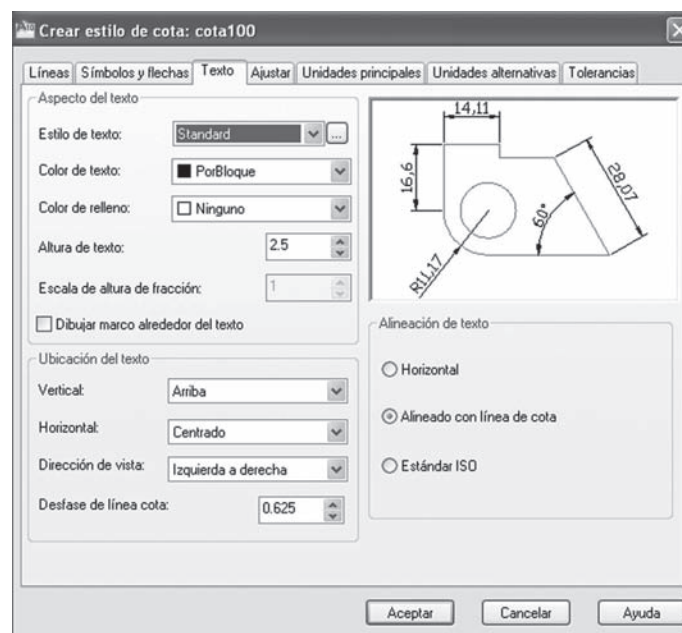 Crear estilo de cota: cota100
Líneas
Símbolos y flechas
Texto
Ajustar
Unidades principales
Unidades alternativas
Tolerancias
Aspecto del texto
Estilo de texto:
Standard
...
Color de texto:
PorBloque
Color de relleno:
Ninguno
Altura de texto:
2.5
Escala de altura de fracción:
1
Dibujar marco alrededor del texto
14,11
16,6
28,07
60°
R11,17
Ubicación del texto
Vertical:
Arriba
Horizontal:
Centrado
Dirección de vista:
Izquierda a derecha
Desfase de línea cota:
0.625
Alineación de texto
Horizontal
Alineado con línea de cota
Estándar ISO
Aceptar
Cancelar
Ayuda